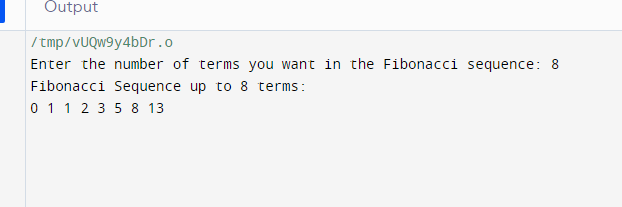 Output
/tmp/vUQw9y4bDr.o
Enter the number of terms you want in the Fibonacci sequence: 8
Fibonacci Sequence up to 8 terms:
0 1 1 2 3 5 8 13